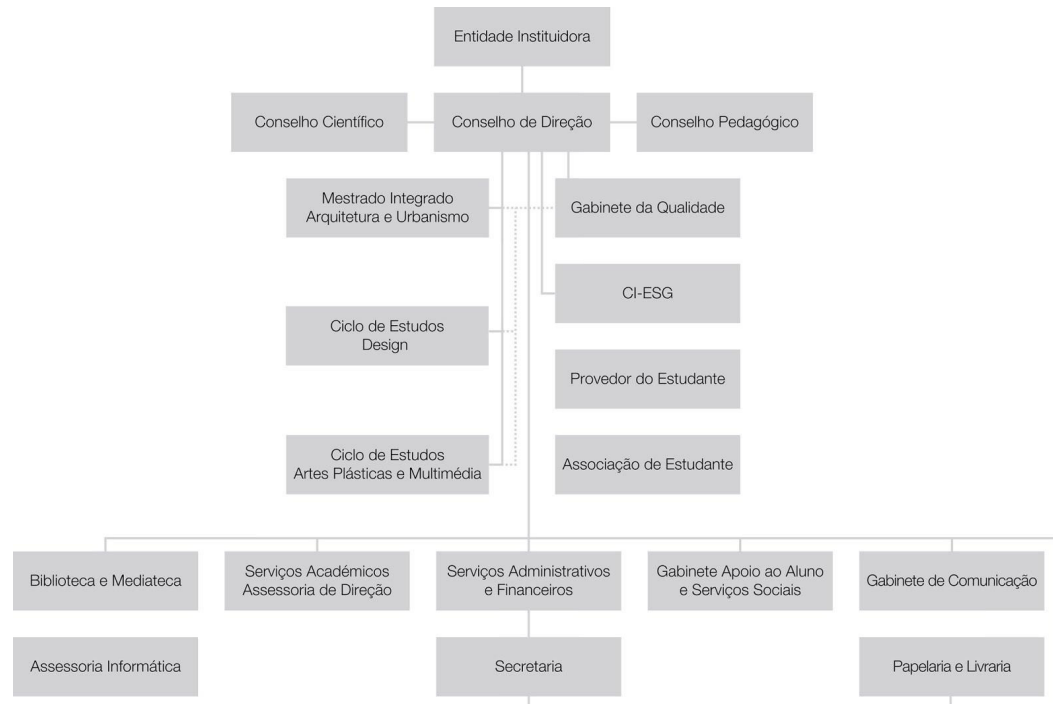 Entidade Instituidora
Conselho Científico
Conselho de Direção
Conselho Pedagógico
Mestrado Integrado
Arquitetura e Urbanismo
Gabinete da Qualidade
CI-ESG
Ciclo de Estudos
Design
Provedor do Estudante
Ciclo de Estudos
Artes Plásticas e Multimédia
Associação de Estudante
Biblioteca e Mediateca
Serviços Académicos
Assessoria de Direção
Serviços Administrativos
e Financeiros
Gabinete Apoio ao Aluno
e Serviços Sociais
Gabinete de Comunicação
Assessoria Informática
Secretaria
Papelaria e Livraria